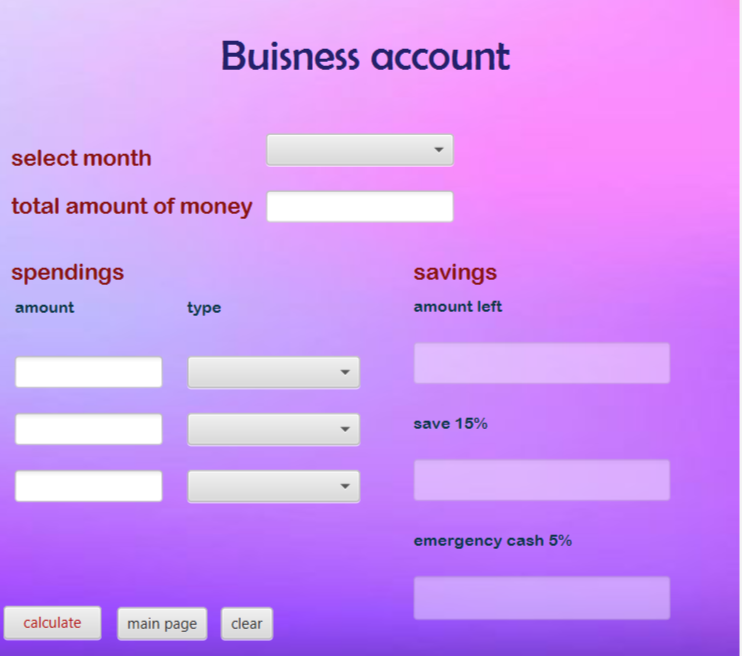 Buisness account
select month
total amount of money
spendings
savings
amount
type
amount left
save 15%
emergency cash 5%
calculate
main page
clear